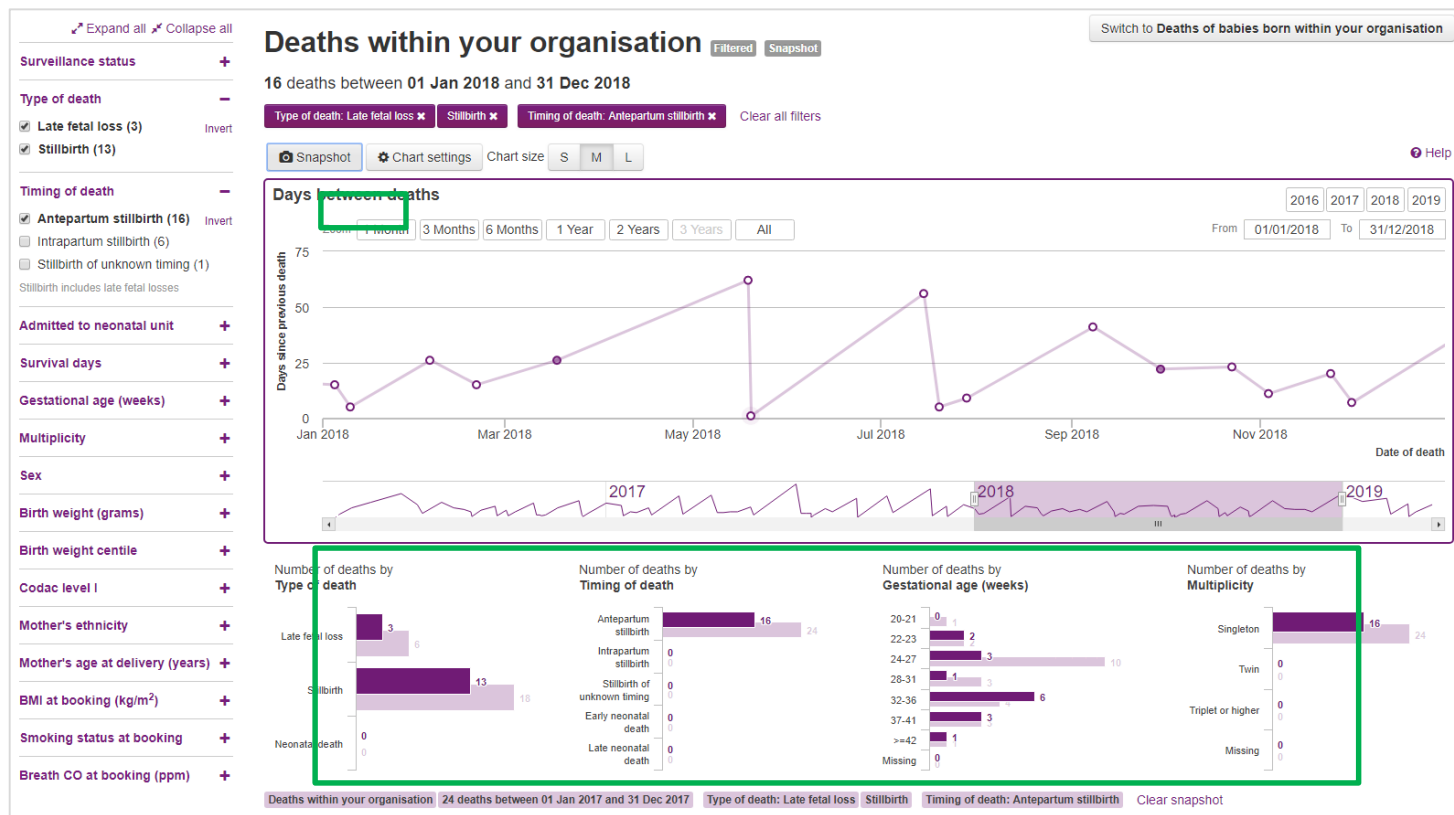 Expand all Collapse all
Surveillance status +
Type of death −
Late fetal loss (3) Invert
Stillbirth (13)
Timing of death −
Antepartum stillbirth (16) Invert
Intrapartum stillbirth (6)
Stillbirth of unknown timing (1)
Stillbirth includes late fetal losses
Admitted to neonatal unit +
Survival days +
Gestational age (weeks) +
Multiplicity +
Sex +
Birth weight (grams) +
Birth weight centile +
Codac level I +
Mother's ethnicity +
Mother's age at delivery (years) +
BMI at booking (kg/m²) +
Smoking status at booking +
Breath CO at booking (ppm) +
Deaths within your organisation Filtered Snapshot
Switch to Deaths of babies born within your organisation
16 deaths between 01 Jan 2018 and 31 Dec 2018
Type of death: Late fetal loss ✖ Stillbirth ✖ Timing of death: Antepartum stillbirth ✖ Clear all filters
Snapshot Chart settings Chart size S M L Help
Days between deaths
2016 2017 2018 2019
Zoom 1 Month 3 Months 6 Months 1 Year 2 Years 3 Years All From 01/01/2018 To 31/12/2018
Days since previous death
75
50
25
0
Jan 2018 Mar 2018 May 2018 Jul 2018 Sep 2018 Nov 2018
Date of death
2017 2018 2019
Number of deaths by
Type of death
Late fetal loss 3 6
Stillbirth 13 18
Neonatal death 0 0
Number of deaths by
Timing of death
Antepartum
stillbirth 16 24
Intrapartum
stillbirth 0 0
Stillbirth of
unknown timing 0 0
Early neonatal
death 0 0
Late neonatal
death 0 0
Number of deaths by
Gestational age (weeks)
20-21 0 1
22-23 2 2
24-27 3 10
28-31 1 3
32-36 6 4
37-41 3 3
>=42 1 1
Missing 0 0
Number of deaths by
Multiplicity
Singleton 16 24
Twin 0 0
Triplet or higher 0 0
Missing 0 0
Deaths within your organisation 24 deaths between 01 Jan 2017 and 31 Dec 2017 Type of death: Late fetal loss Stillbirth Timing of death: Antepartum stillbirth Clear snapshot